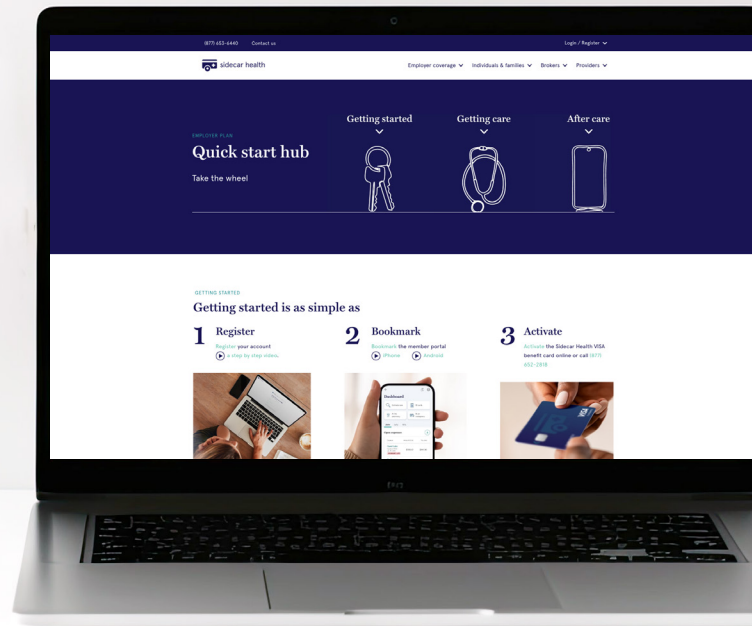 (877) 653-6440 Contact us Login / Register
sidecar health Employer coverage Individuals & families Brokers Providers
Getting started Getting care After care
EMPLOYER PLAN
Quick start hub
Take the wheel
GETTING STARTED
Getting started is as simple as
1 Register
Register your account
a step by step video.
2 Bookmark
Bookmark the member portal
iPhone Android
3 Activate
Activate the Sidecar Health VISA
benefit card online or call (877)
652-2818
Dashboard
VISA